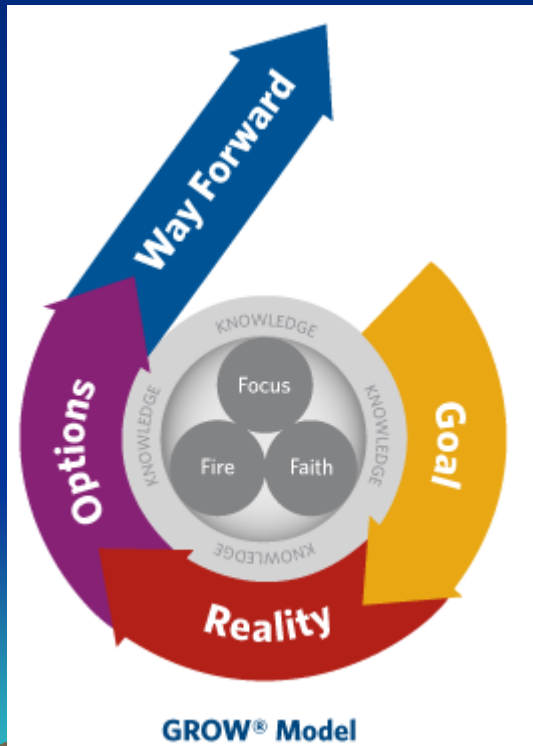 Way Forward
KNOWLEDGE
Focus
Goal
KNOWLEDGE
KNOWLEDGE
Options
Fire
Faith
KNOWLEDGE
Reality
GROW® Model